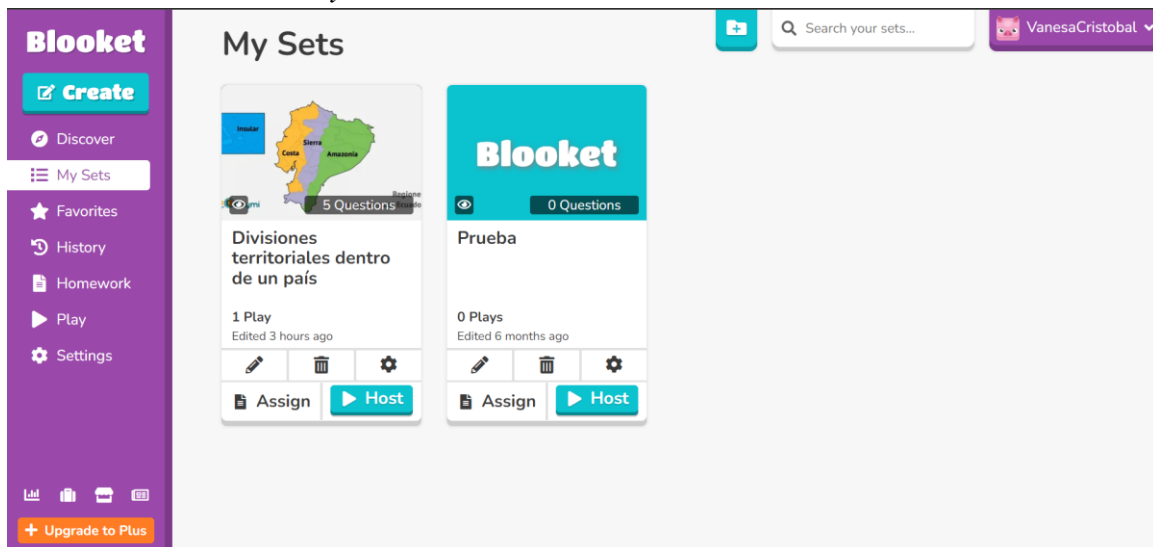 Blooket
Create
Discover
My Sets
Favorites
History
Homework
Play
Settings
+ Upgrade to Plus
My Sets
Search your sets...
VanesaCristobal
Insular
Costa
Sierra
Amazonía
5 Questions
Divisiones
territoriales dentro
de un país
1 Play
Edited 3 hours ago
Assign
Host
Blooket
0 Questions
Prueba
0 Plays
Edited 6 months ago
Assign
Host